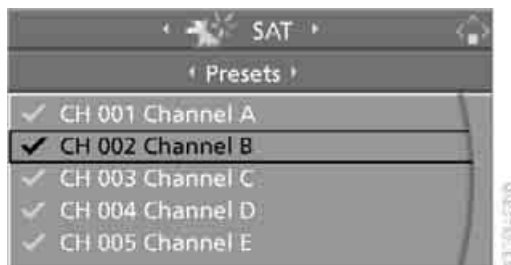 SAT
Presets
CH 001 Channel A
CH 002 Channel B
CH 003 Channel C
CH 004 Channel D
CH 005 Channel E